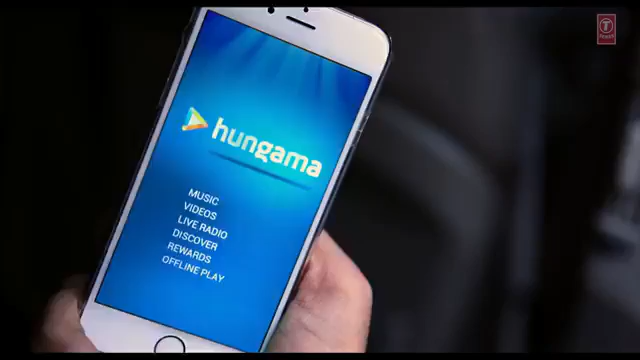 hungama
MUSIC
VIDEOS
LIVE RADIO
DISCOVER
REWARDS
OFFLINE PLAY